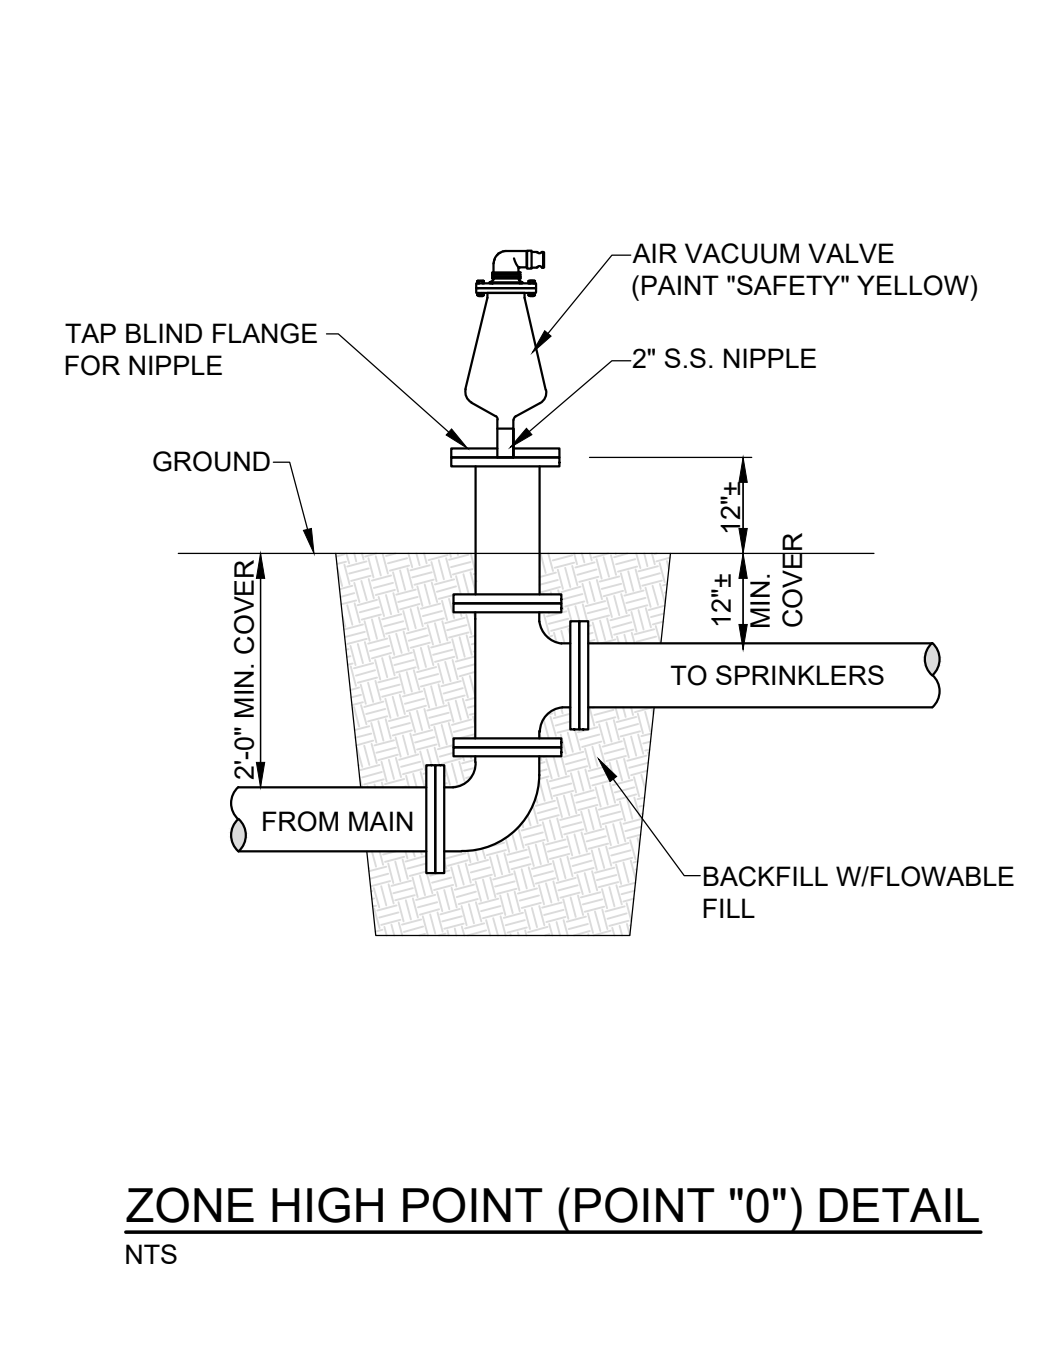 AIR VACUUM VALVE
(PAINT "SAFETY" YELLOW)
TAP BLIND FLANGE
FOR NIPPLE
2" S.S. NIPPLE
GROUND
12"±
12"±
MIN.
COVER
2'-0" MIN. COVER
TO SPRINKLERS
FROM MAIN
BACKFILL W/FLOWABLE
FILL
ZONE HIGH POINT (POINT "0") DETAIL
NTS